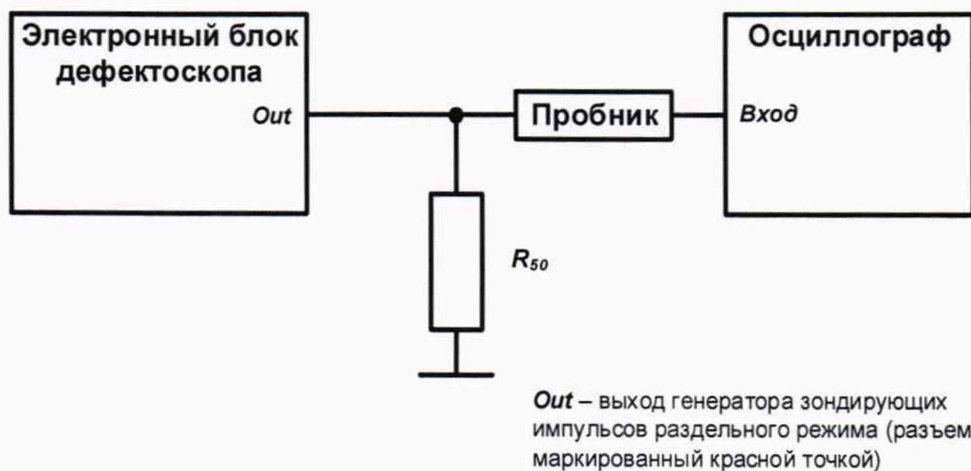 Электронный блок
дефектоскопа
Out
Пробник
Осциллограф
Вход
R50
Out – выход генератора зондирующих
импульсов раздельного режима (разъем
маркированный красной точкой)